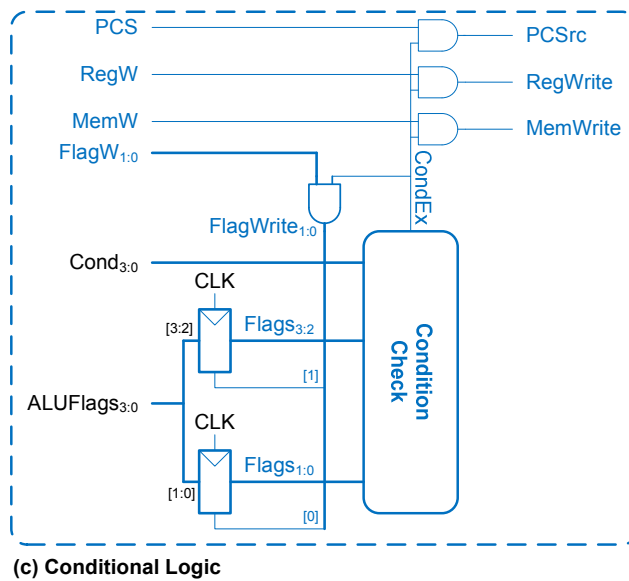 PCS
PCSrc
RegW
RegWrite
MemW
MemWrite
FlagW1:0
CondEx
FlagWrite1:0
Cond3:0
CLK
[3:2]
Flags3:2
Condition
Check
[1]
ALUFlags3:0
CLK
Flags1:0
[1:0]
[0]
(c) Conditional Logic